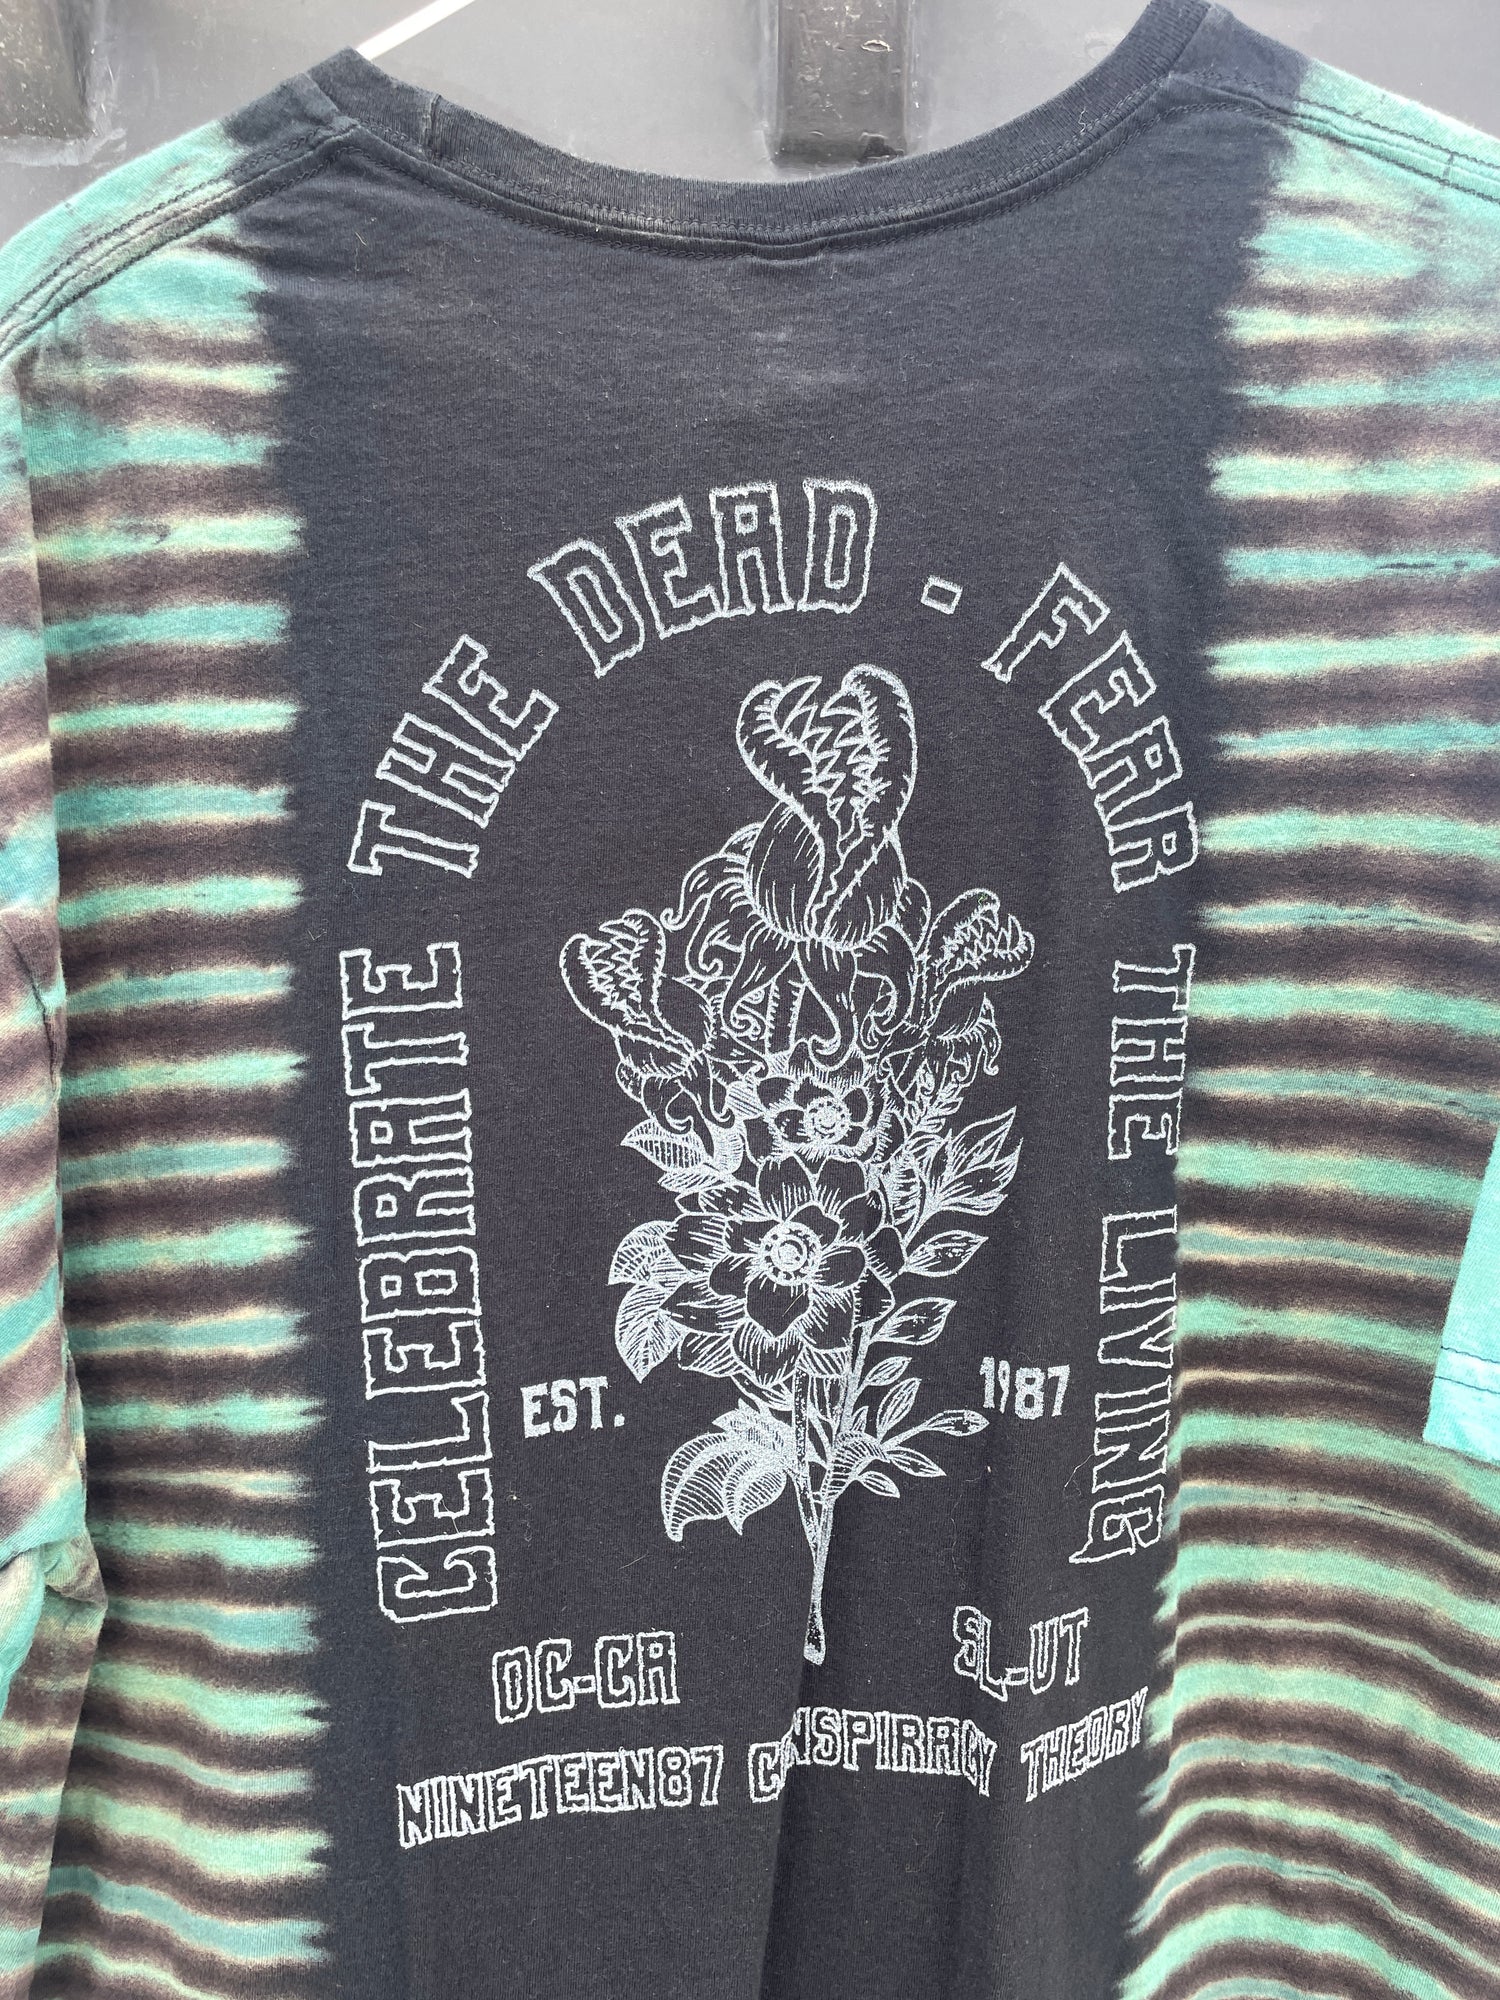 CELEBRATE THE DEAD - FEAR THE LIVING
EST. 1987
OC-CA SL-UT
NINETEEN87 CONSPIRACY THEORY